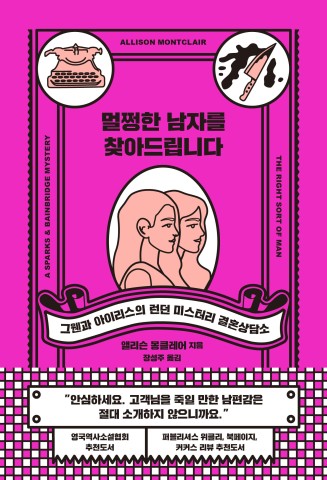 ALLISON MONTCLAIR
멀쩡한 남자를
찾아드립니다
A SPARKS & BAINBRIDGE MYSTERY
THE RIGHT SORT OF MAN
그웬과 아이리스의 런던 미스터리 결혼상담소
앨리슨 몽클레어 지음
장성주 옮김
"안심하세요. 고객님을 죽일 만한 남편감은
절대 소개하지 않으니까요."
영국역사소설협회
추천도서
퍼블리셔스 위클리, 북페이지,
커커스 리뷰 추천도서